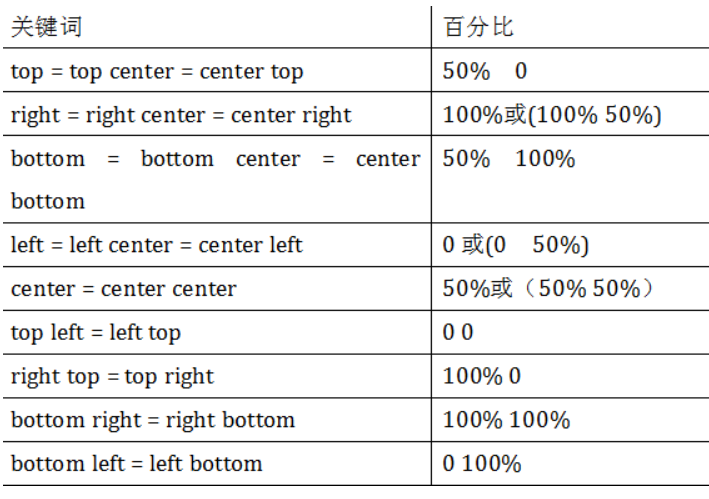 关键词 百分比
top = top center = center top 50% 0
right = right center = center right 100%或(100% 50%)
bottom = bottom center = center 50% 100%
bottom
left = left center = center left 0 或(0 50%)
center = center center 50%或（50% 50%）
top left = left top 0 0
right top = top right 100% 0
bottom right = right bottom 100% 100%
bottom left = left bottom 0 100%